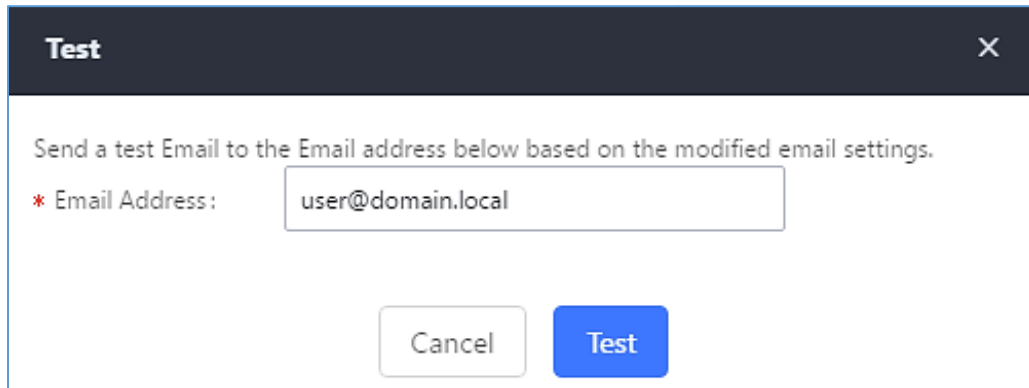 Test
Send a test Email to the Email address below based on the modified email settings.
* Email Address: user@domain.local
Cancel Test